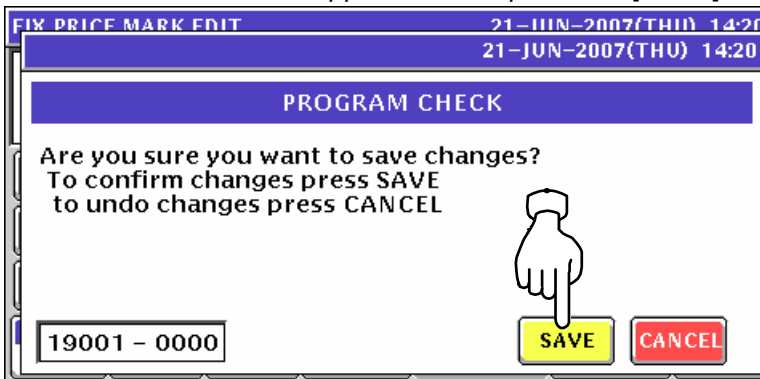 FIX PRICE MARK EDIT 21-JUN-2007(THU) 14:20
21-JUN-2007(THU) 14:20
PROGRAM CHECK
Are you sure you want to save changes?
To confirm changes press SAVE
to undo changes press CANCEL
19001 - 0000 SAVE CANCEL